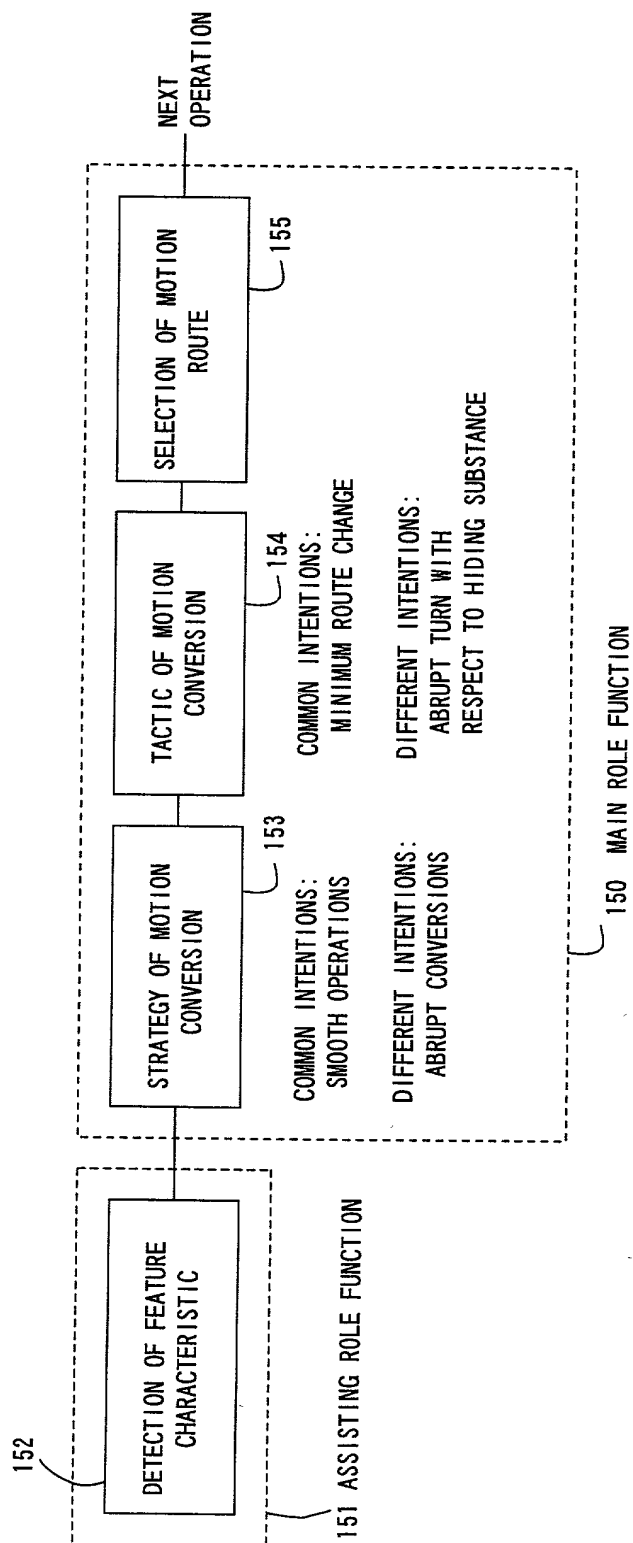 152
DETECTION OF FEATURE
CHARACTERISTIC
151 ASSISTING ROLE FUNCTION
STRATEGY OF MOTION
CONVERSION
153
COMMON INTENTIONS:
SMOOTH OPERATIONS
DIFFERENT INTENTIONS:
ABRUPT CONVERSIONS
TACTIC OF MOTION
CONVERSION
154
COMMON INTENTIONS:
MINIMUM ROUTE CHANGE
DIFFERENT INTENTIONS:
ABRUPT TURN WITH
RESPECT TO HIDING SUBSTANCE
SELECTION OF MOTION
ROUTE
155
NEXT
OPERATION
150 MAIN ROLE FUNCTION